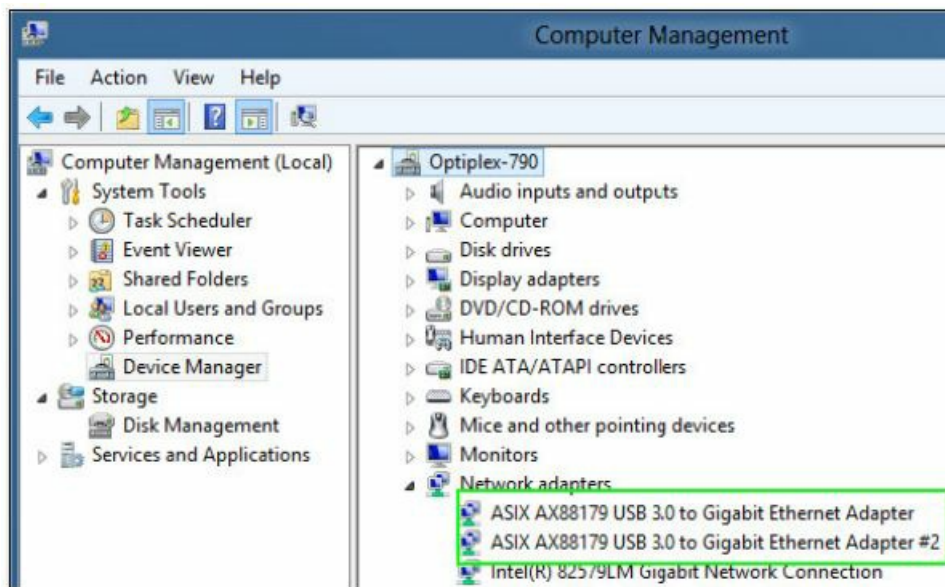 Computer Management
File Action View Help
Computer Management (Local)
System Tools
Task Scheduler
Event Viewer
Shared Folders
Local Users and Groups
Performance
Device Manager
Storage
Disk Management
Services and Applications
Optiplex-790
Audio inputs and outputs
Computer
Disk drives
Display adapters
DVD/CD-ROM drives
Human Interface Devices
IDE ATA/ATAPI controllers
Keyboards
Mice and other pointing devices
Monitors
Network adapters
ASIX AX88179 USB 3.0 to Gigabit Ethernet Adapter
ASIX AX88179 USB 3.0 to Gigabit Ethernet Adapter #2
Intel(R) 82579LM Gigabit Network Connection